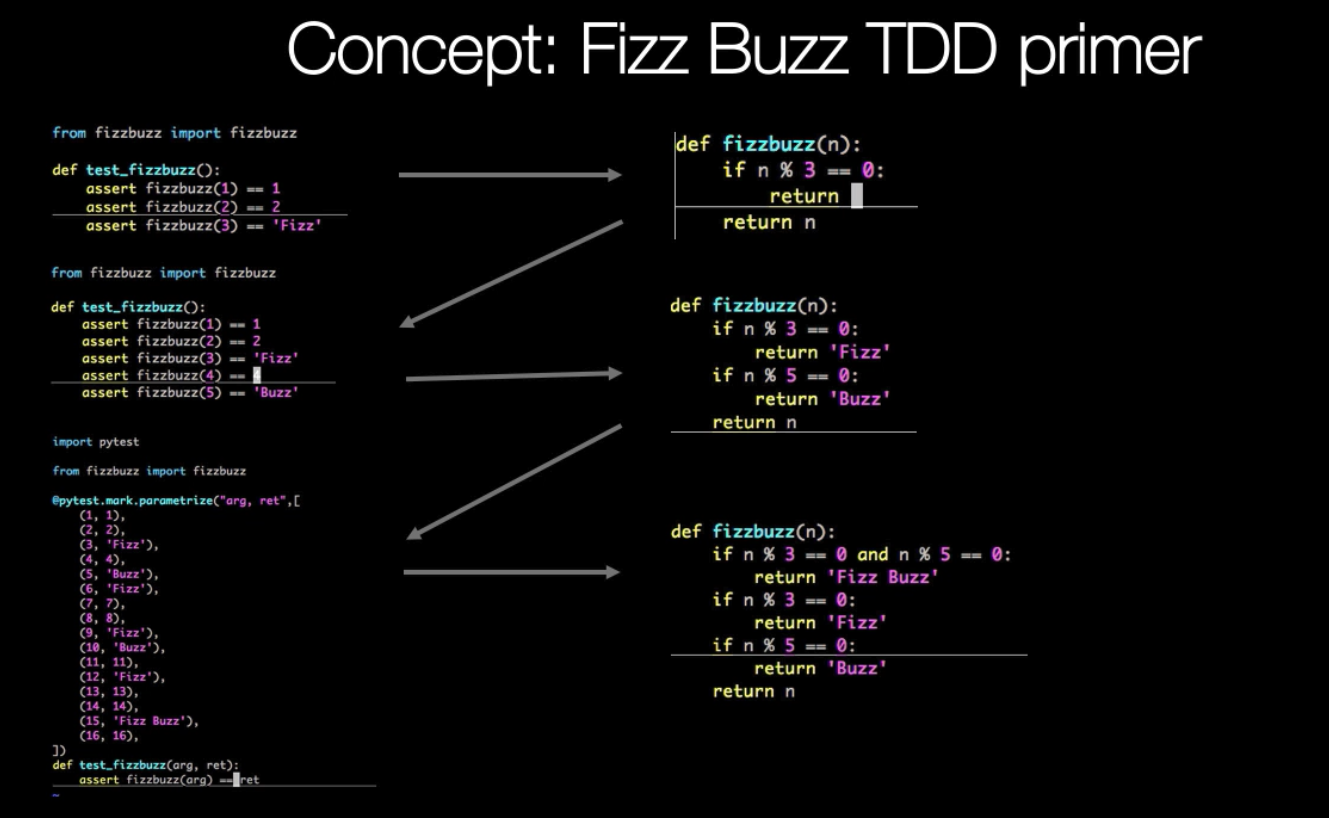 Concept: Fizz Buzz TDD primer
from fizzbuzz import fizzbuzz
def test_fizzbuzz():
    assert fizzbuzz(1) == 1
    assert fizzbuzz(2) == 2
    assert fizzbuzz(3) == 'Fizz'
def fizzbuzz(n):
    if n % 3 == 0:
        return
    return n
from fizzbuzz import fizzbuzz
def test_fizzbuzz():
    assert fizzbuzz(1) == 1
    assert fizzbuzz(2) == 2
    assert fizzbuzz(3) == 'Fizz'
    assert fizzbuzz(4) == 4
    assert fizzbuzz(5) == 'Buzz'
def fizzbuzz(n):
    if n % 3 == 0:
        return 'Fizz'
    if n % 5 == 0:
        return 'Buzz'
    return n
import pytest
from fizzbuzz import fizzbuzz
@pytest.mark.parametrize("arg, ret",[
    (1, 1),
    (2, 2),
    (3, 'Fizz'),
    (4, 4),
    (5, 'Buzz'),
    (6, 'Fizz'),
    (7, 7),
    (8, 8),
    (9, 'Fizz'),
    (10, 'Buzz'),
    (11, 11),
    (12, 'Fizz'),
    (13, 13),
    (14, 14),
    (15, 'Fizz Buzz'),
    (16, 16),
])
def test_fizzbuzz(arg, ret):
    assert fizzbuzz(arg) == ret
~
def fizzbuzz(n):
    if n % 3 == 0 and n % 5 == 0:
        return 'Fizz Buzz'
    if n % 3 == 0:
        return 'Fizz'
    if n % 5 == 0:
        return 'Buzz'
    return n